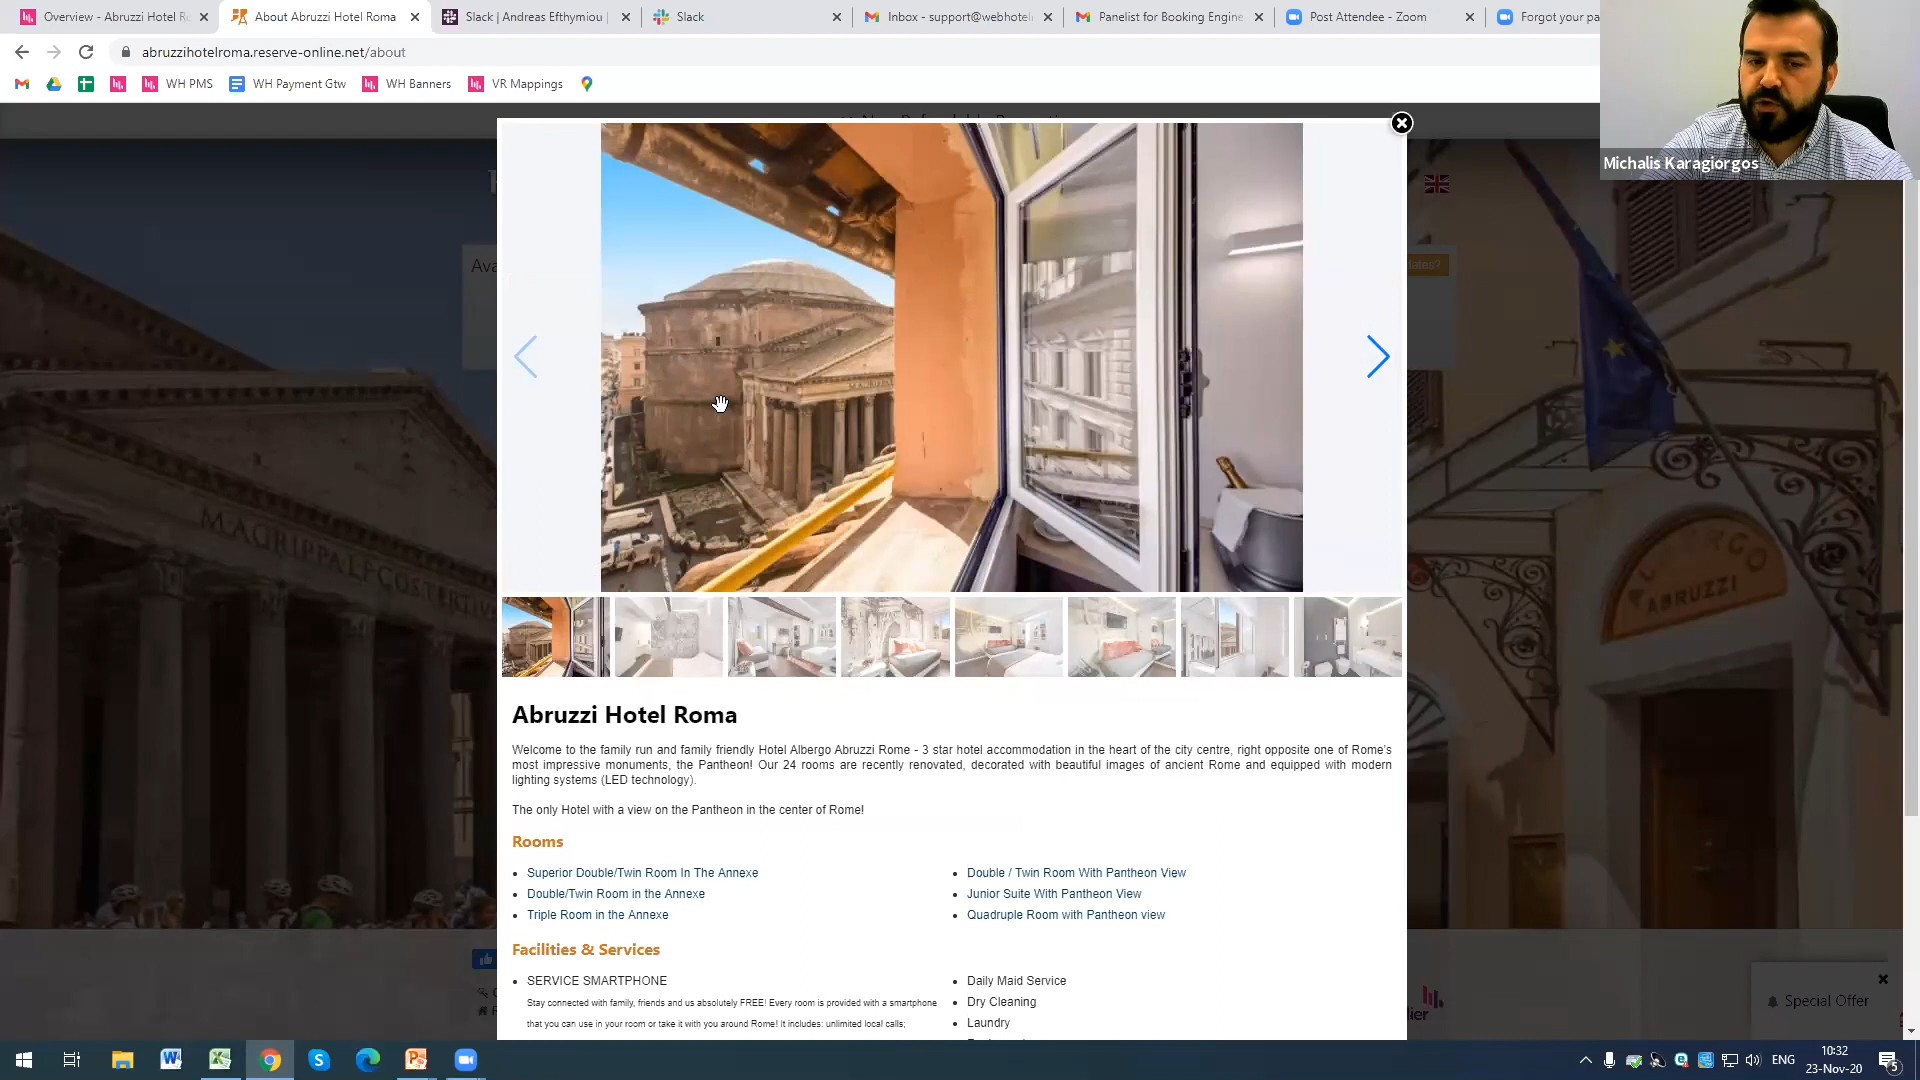 Overview - Abruzzi Hotel R
About Abruzzi Hotel Roma
Slack | Andreas Efthymiou |
Slack
Inbox - support@webhotel
Panelist for Booking Engine
Post Attendee - Zoom
Forgot your pa
abruzzihotelroma.reserve-online.net/about
WH PMS
WH Payment Gtw
WH Banners
VR Mappings
Michalis Karagiorgos
Ava
dates?
MAGRIPPA
ABRUZZI
Abruzzi Hotel Roma
Welcome to the family run and family friendly Hotel Albergo Abruzzi Rome - 3 star hotel accommodation in the heart of the city centre, right opposite one of Rome's
most impressive monuments, the Pantheon! Our 24 rooms are recently renovated, decorated with beautiful images of ancient Rome and equipped with modern
lighting systems (LED technology).
The only Hotel with a view on the Pantheon in the center of Rome!
Rooms
Superior Double/Twin Room In The Annexe
Double / Twin Room With Pantheon View
Double/Twin Room in the Annexe
Junior Suite With Pantheon View
Triple Room in the Annexe
Quadruple Room with Pantheon view
Facilities & Services
SERVICE SMARTPHONE
Daily Maid Service
Stay connected with family, friends and us absolutely FREE! Every room is provided with a smartphone
Dry Cleaning
that you can use in your room or take it with you around Rome! It includes: unlimited local calls;
Laundry
lier
Special Offer
ENG
10:32
23-Nov-20
5